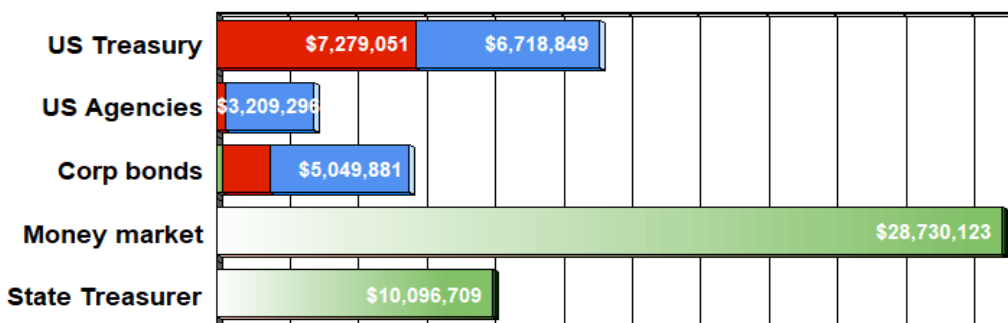 US Treasury $7,279,051 $6,718,849
US Agencies $3,209,296
Corp bonds $5,049,881
Money market $28,730,123
State Treasurer $10,096,709